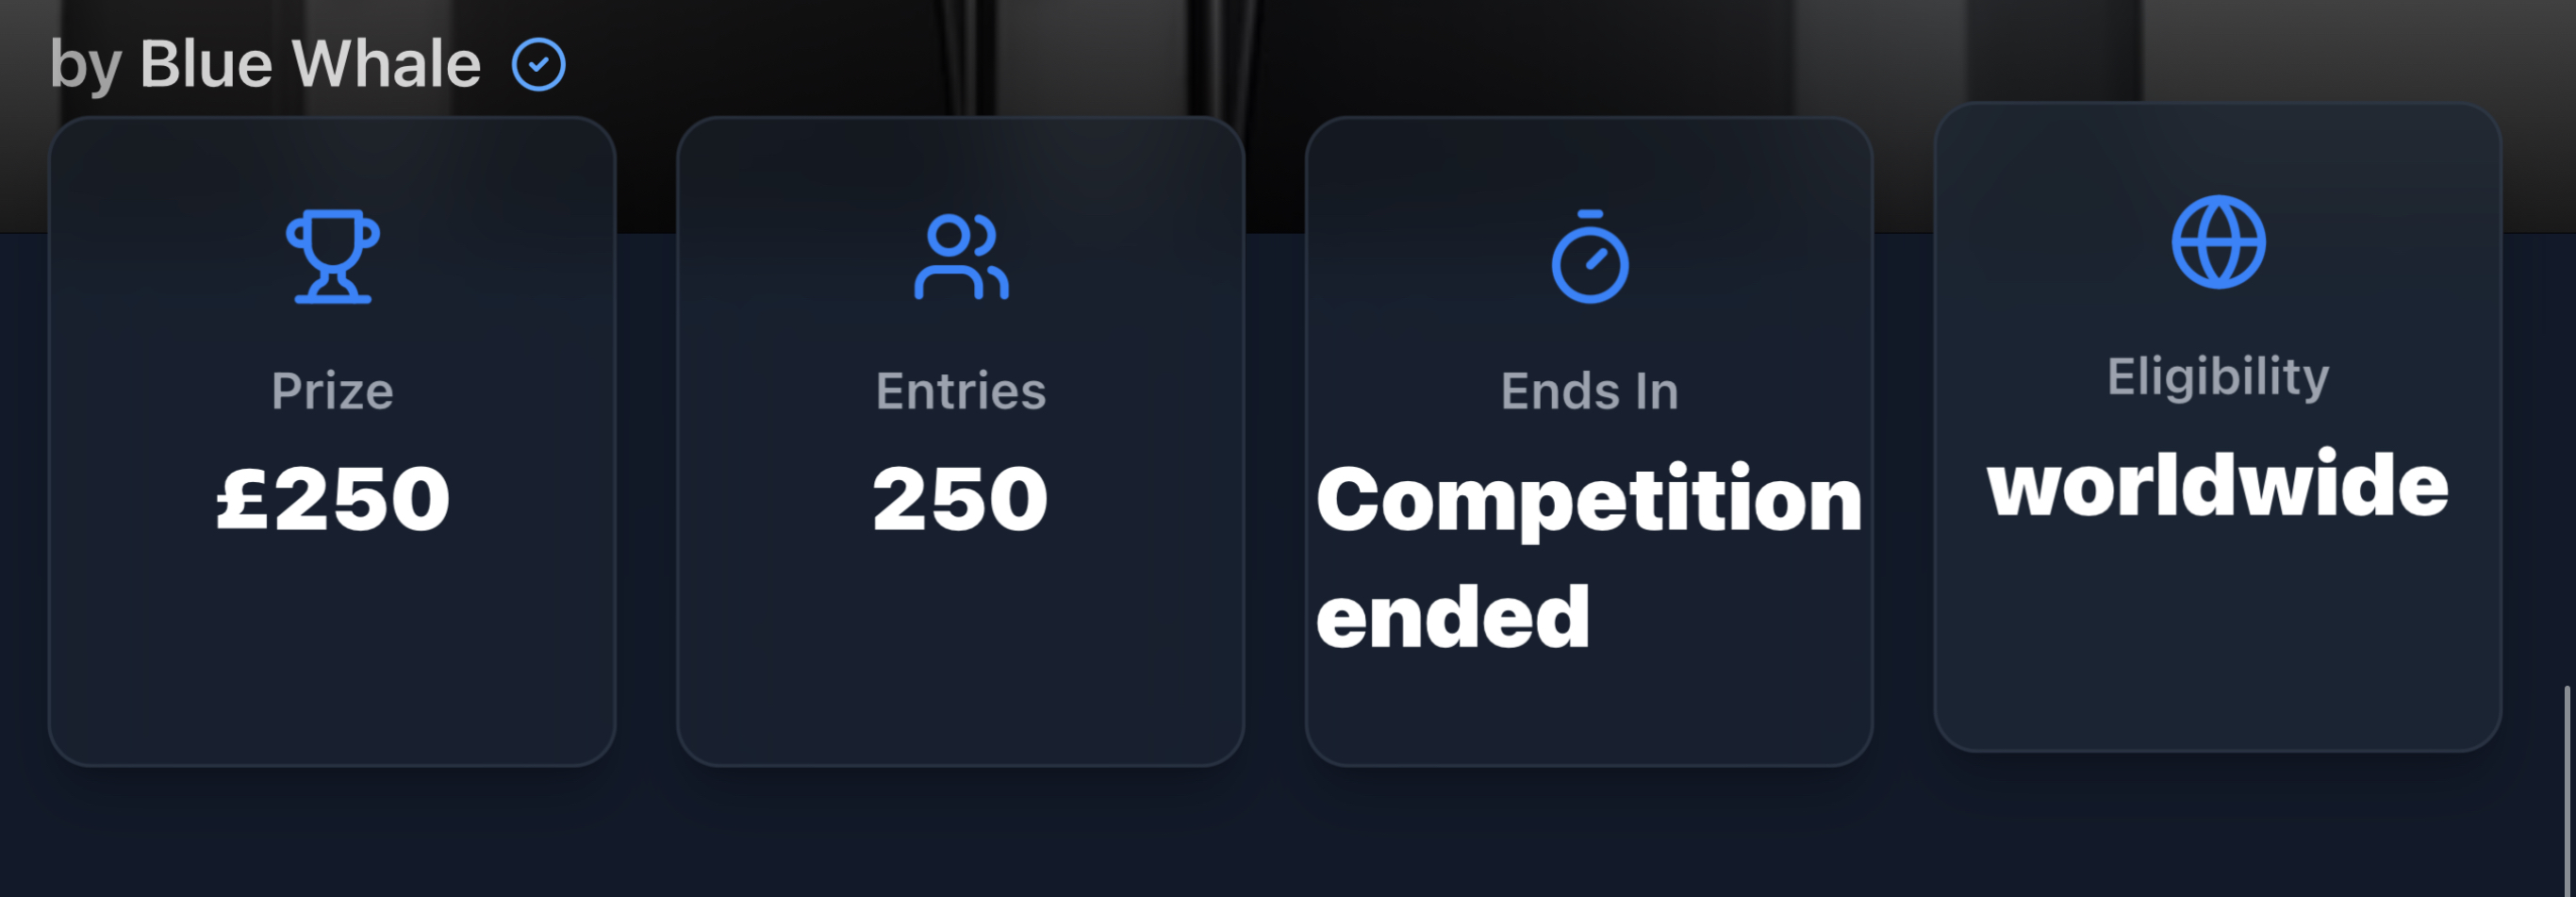 by Blue Whale
Prize
£250
Entries
250
Ends In
Competition
ended
Eligibility
worldwide